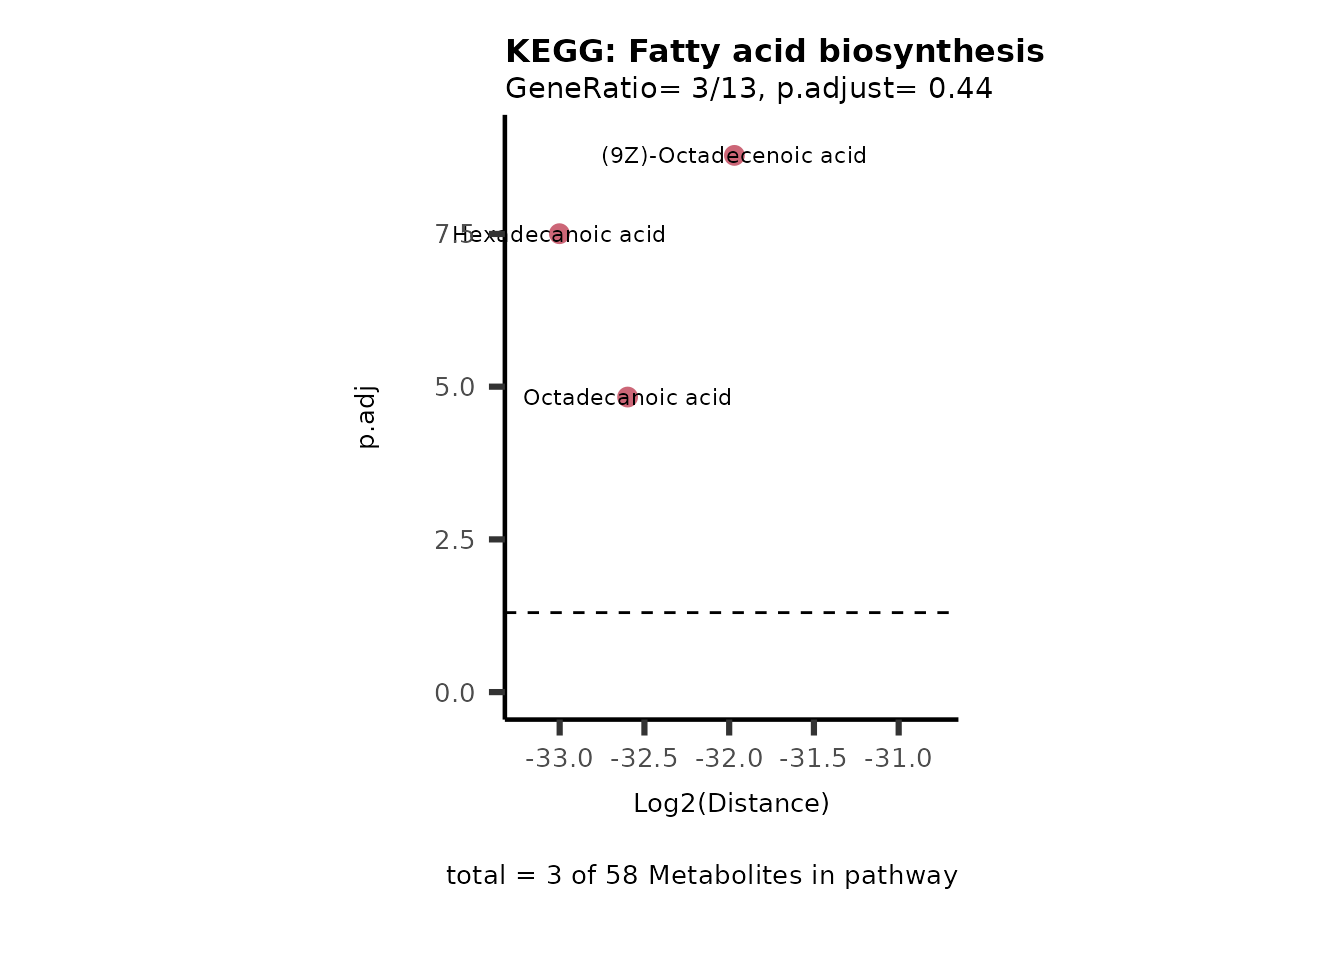 KEGG: Fatty acid biosynthesis
GeneRatio= 3/13, p.adjust= 0.44
(9Z)-Octadecenoic acid
7.5
Hexadecanoic acid
5.0
Octadecanoic acid
p.adj
2.5
0.0
-33.0 -32.5 -32.0 -31.5 -31.0
Log2(Distance)
total = 3 of 58 Metabolites in pathway